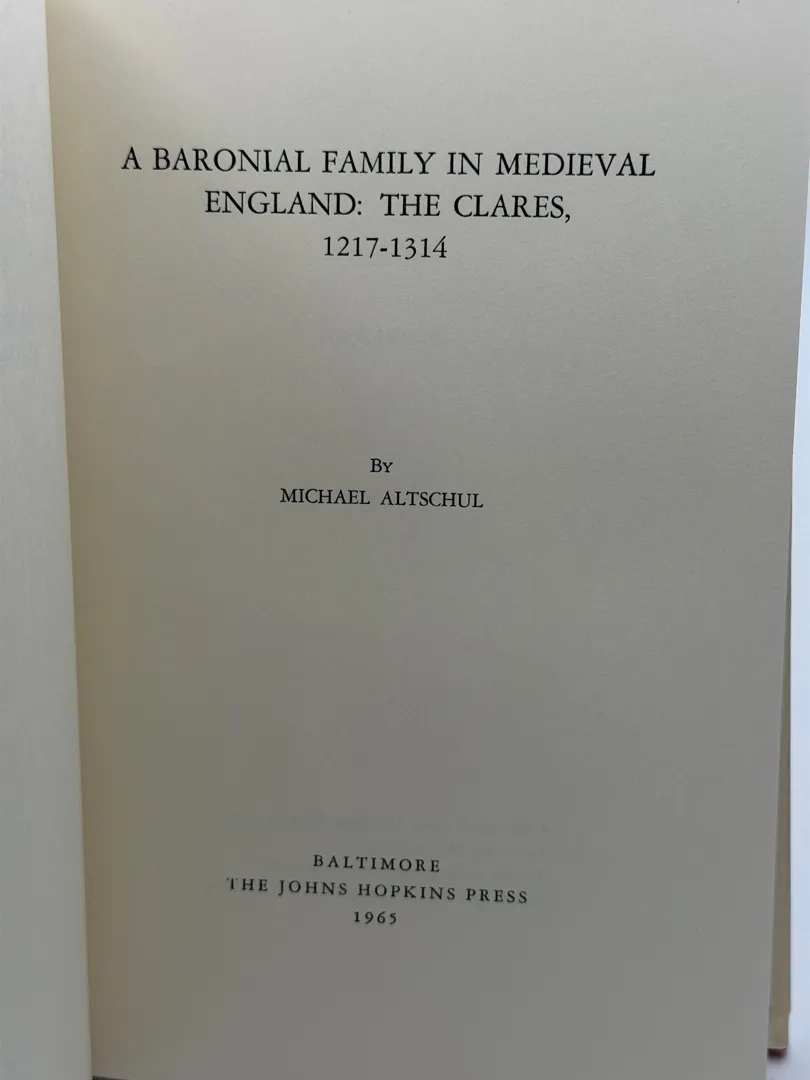 A BARONIAL FAMILY IN MEDIEVAL
ENGLAND: THE CLARES,
1217-1314
By
MICHAEL ALTSCHUL
BALTIMORE
THE JOHNS HOPKINS PRESS
1965